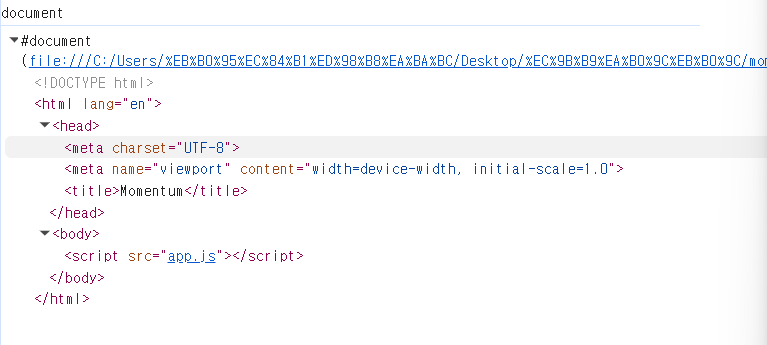 document
#document
(file:///C:/Users/%EB%B0%95%EC%84%B1%ED%98%B8%EA%BA%BC/Desktop/%EC%9B%B9%EA%B0%9C%EB%B0%9C/mor
<!DOCTYPE html>
<html lang="en">
<head>
<meta charset="UTF-8">
<meta name="viewport" content="width=device-width, initial-scale=1.0">
<title>Momentum</title>
</head>
<body>
<script src="app.js"></script>
</body>
</html>